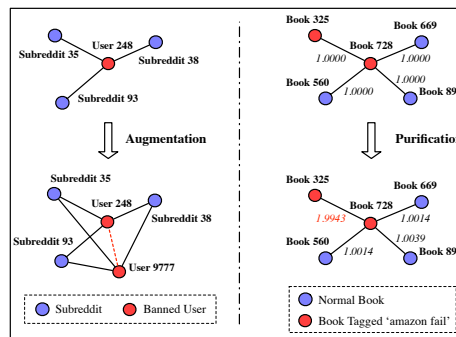 Subreddit 35
User 248
Subreddit 38
Subreddit 93
Augmentation
Subreddit 35
User 248
Subreddit 38
Subreddit 93
User 9777
Subreddit
Banned User
Book 325
Book 669
Book 728
1.0000
1.0000
Book 560
1.0000
1.0000
Book 89
Purification
Book 325
Book 669
Book 728
1.9943
1.0014
Book 560
1.0014
1.0039
Book 89
Normal Book
Book Tagged ‘amazon fail’